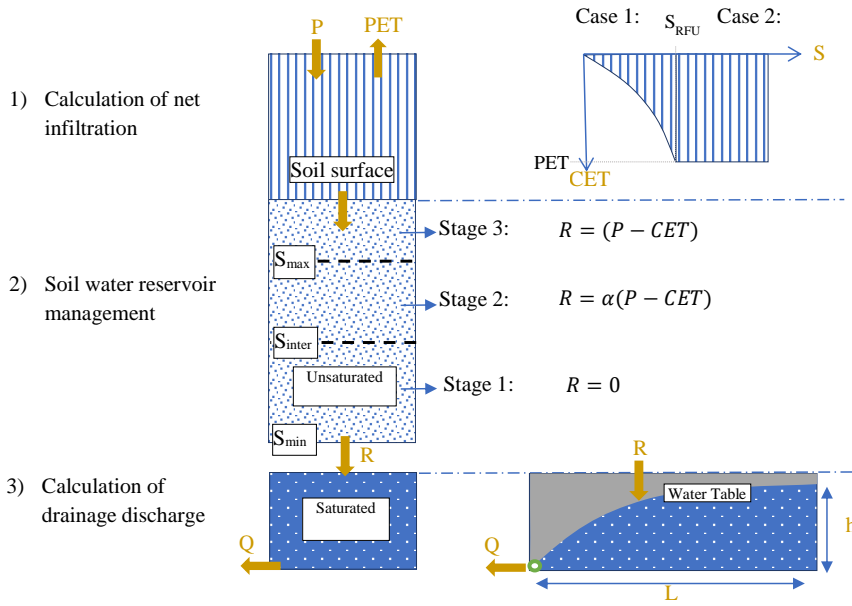 P
PET
Case 1:
S_RFU
Case 2:
S
1) Calculation of net
infiltration
PET
CET
Soil surface
Stage 3:
R = (P − CET)
S_max
2) Soil water reservoir
management
Stage 2:
R = α(P − CET)
S_inter
Unsaturated
Stage 1:
R = 0
S_min
R
R
3) Calculation of
drainage discharge
Water Table
Saturated
h
Q
Q
L